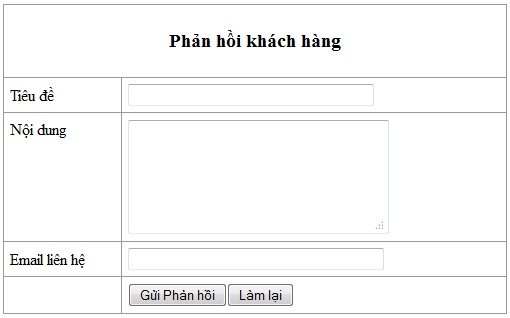 Phản hồi khách hàng
Tiêu đề
Nội dung
Email liên hệ
Gửi Phản hồi Làm lại